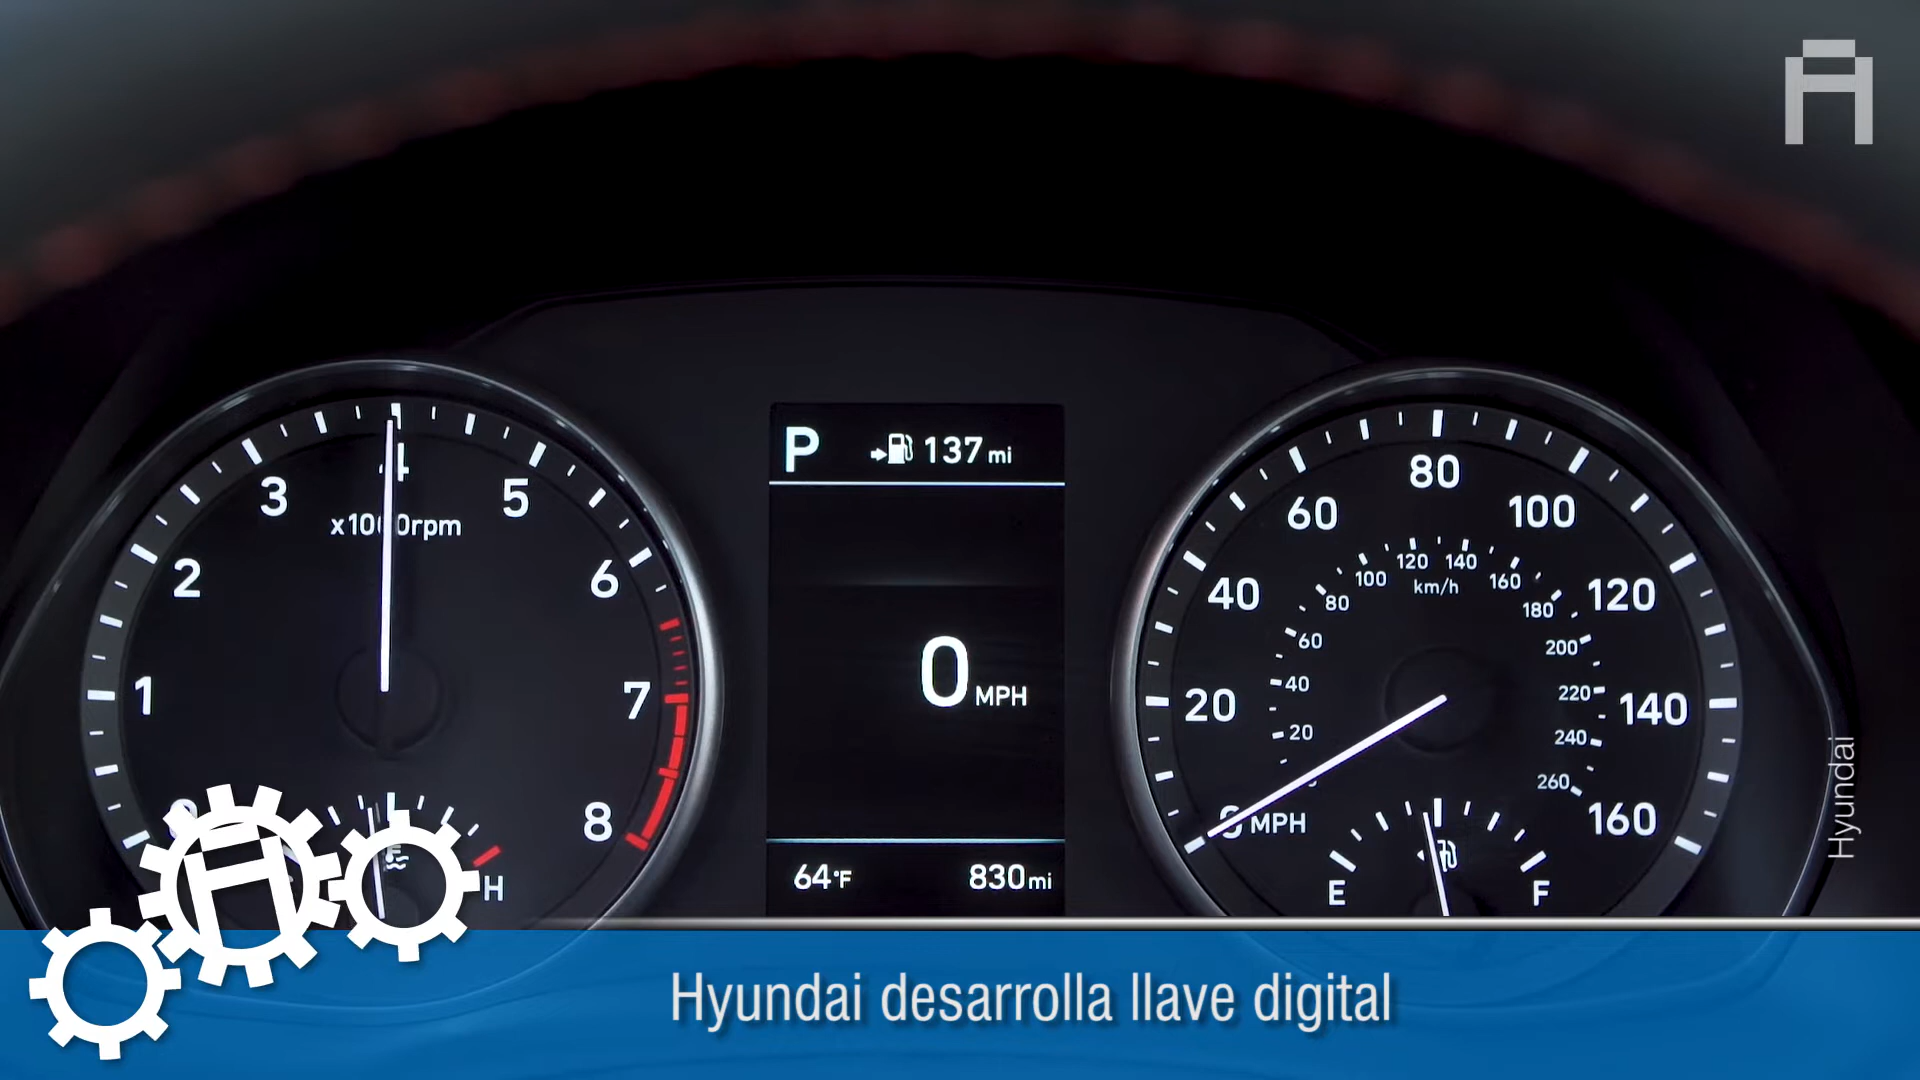 P 137 mi
4
3 5
x1000rpm
2 6
1 7
8
H
0 MPH
64°F 830 mi
80
60 100
40 120
20 140
160
MPH
120 140
100 160
km/h
80 180
60 200
40 220
20 240
260
E F
Hyundai
Hyundai desarrolla llave digital